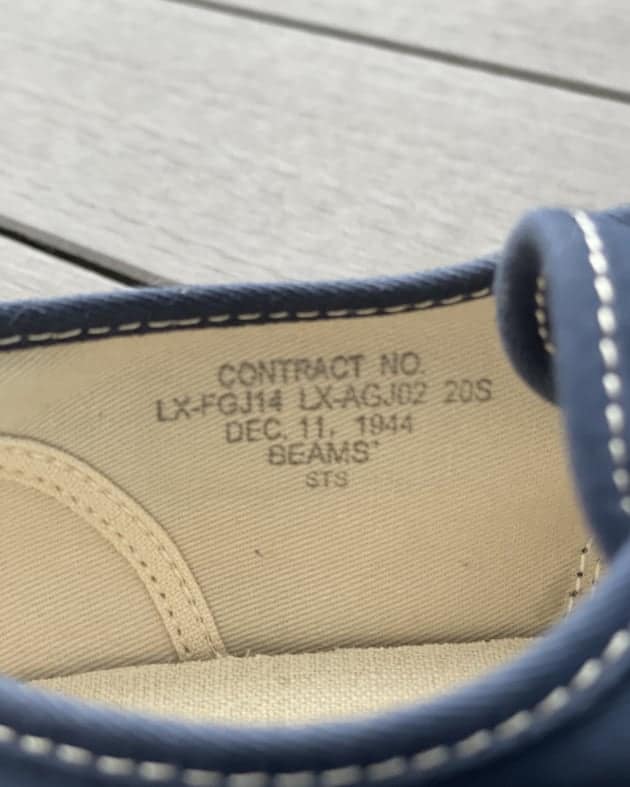 CONTRACT NO.
LX-FGJ14 LX-AGJ02 20S
DEC. 11, 1944
BEAMS+
STS